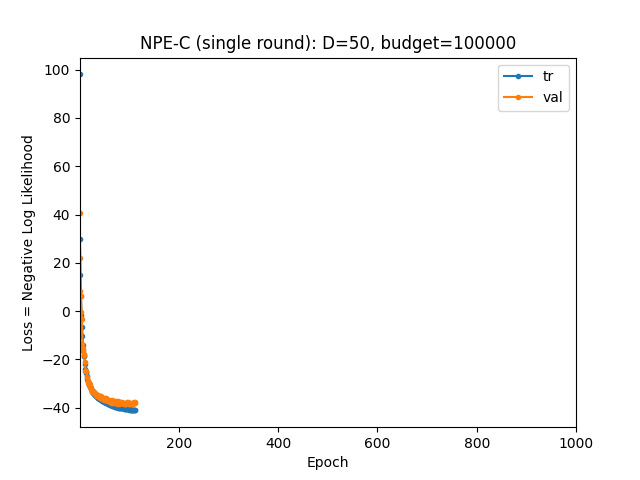 NPE-C (single round): D=50, budget=100000
Loss = Negative Log Likelihood
100
80
60
40
20
0
−20
−40
tr
val
200
400
600
800
1000
Epoch